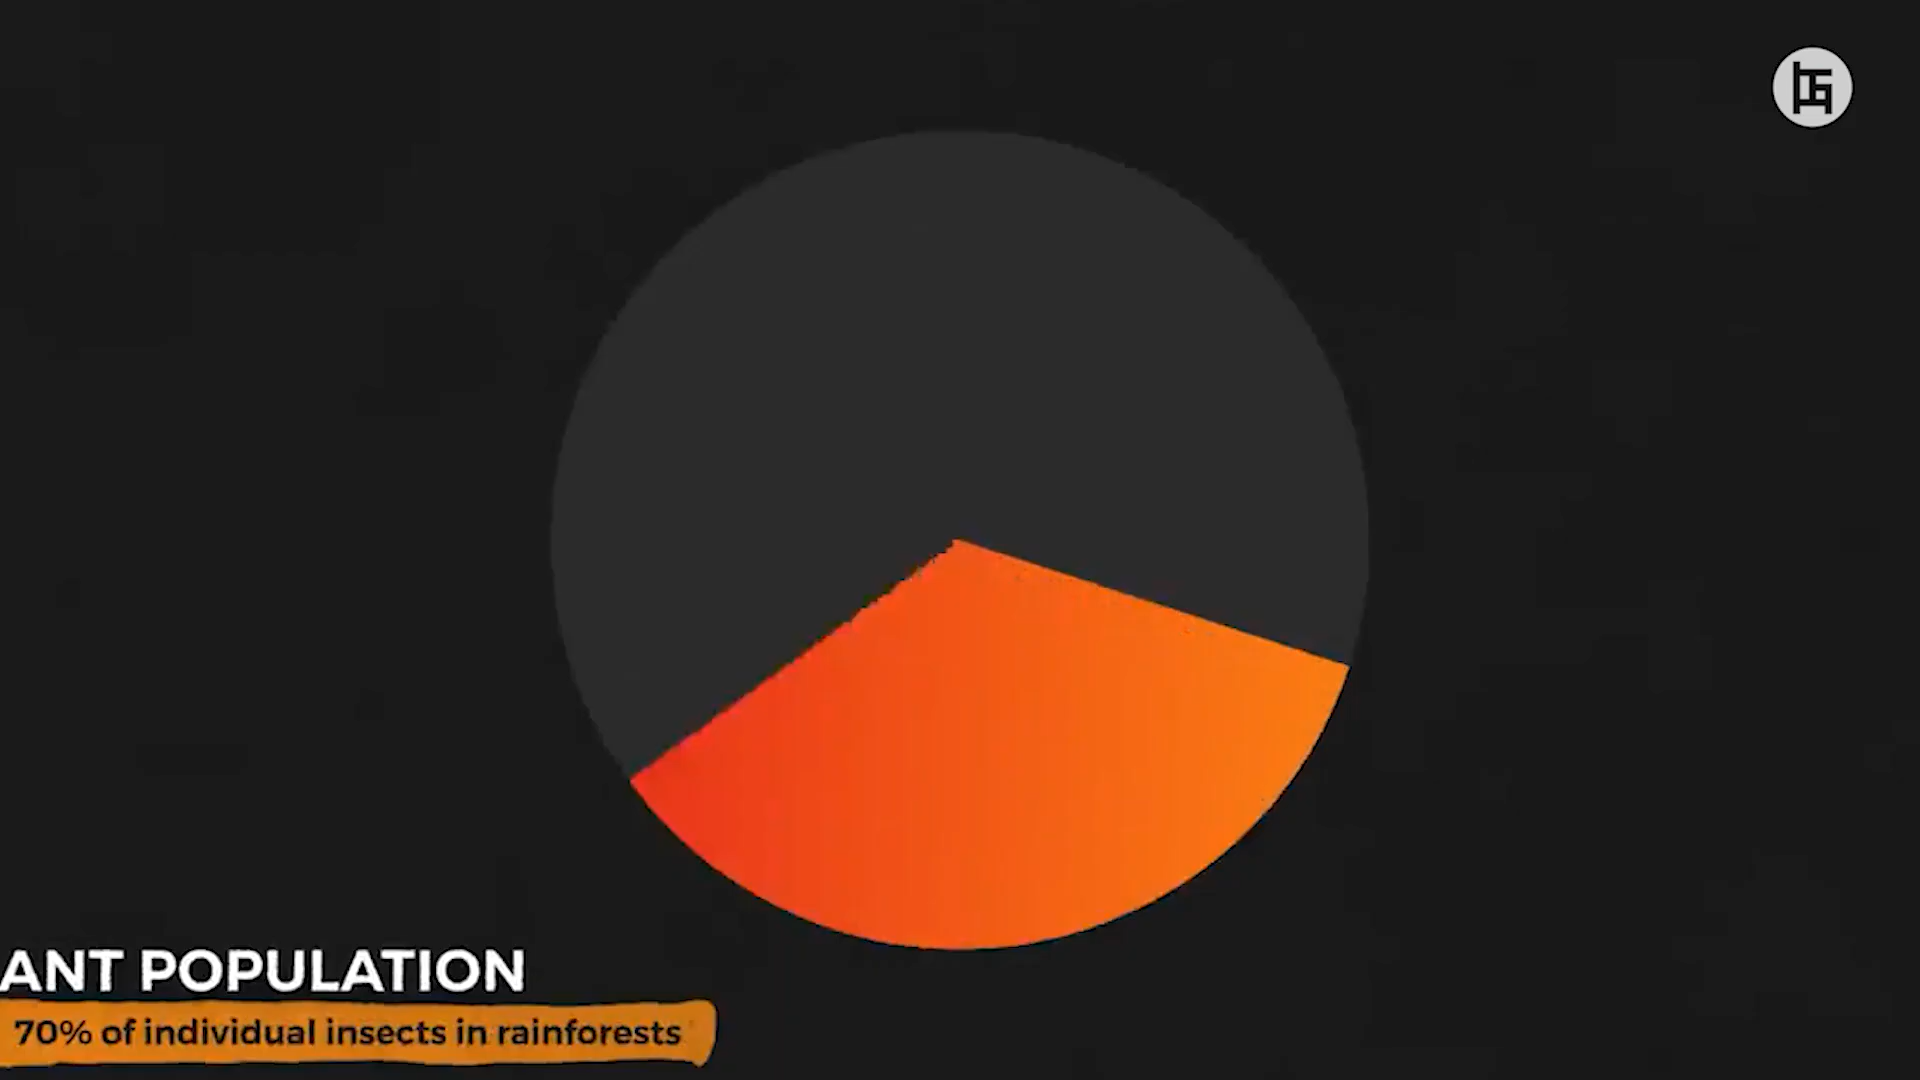 ANT POPULATION
70% of individual insects in rainforests